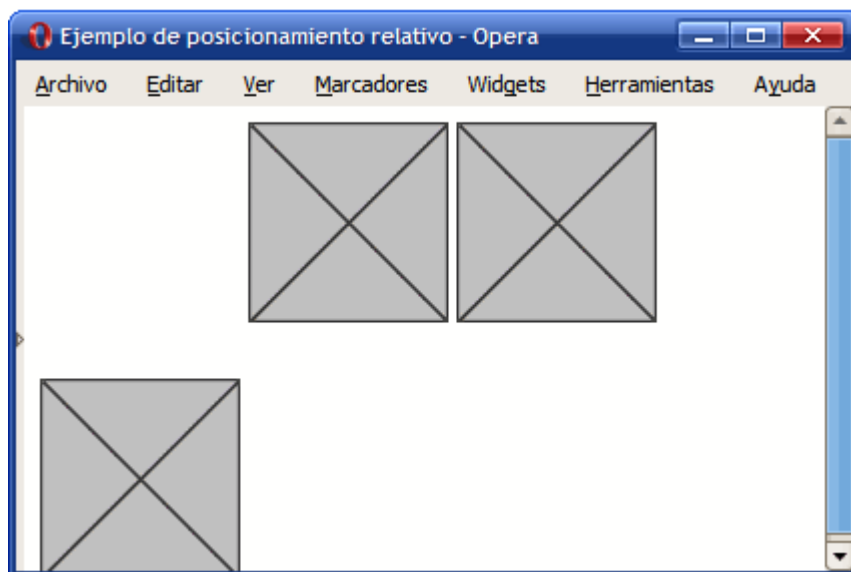 Ejemplo de posicionamiento relativo - Opera
Archivo Editar Ver Marcadores Widgets Herramientas Ayuda